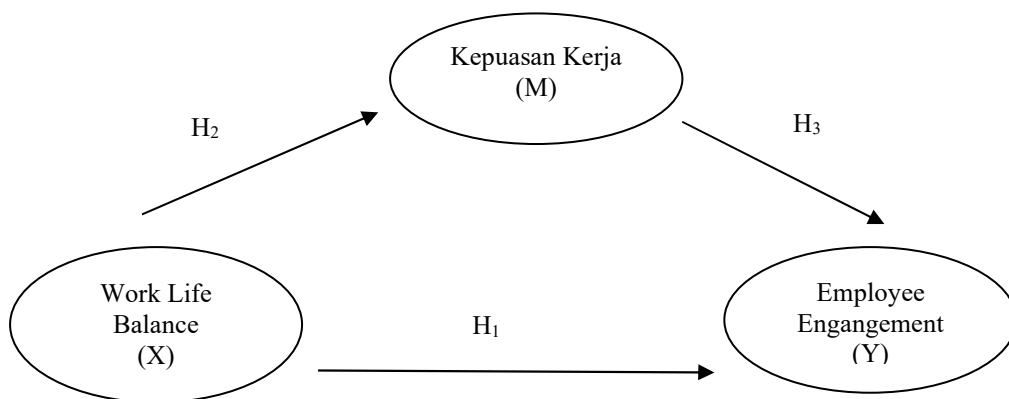 Kepuasan Kerja
(M)
H₂
H₃
Work Life
Balance
(X)
H₁
Employee
Engangement
(Y)